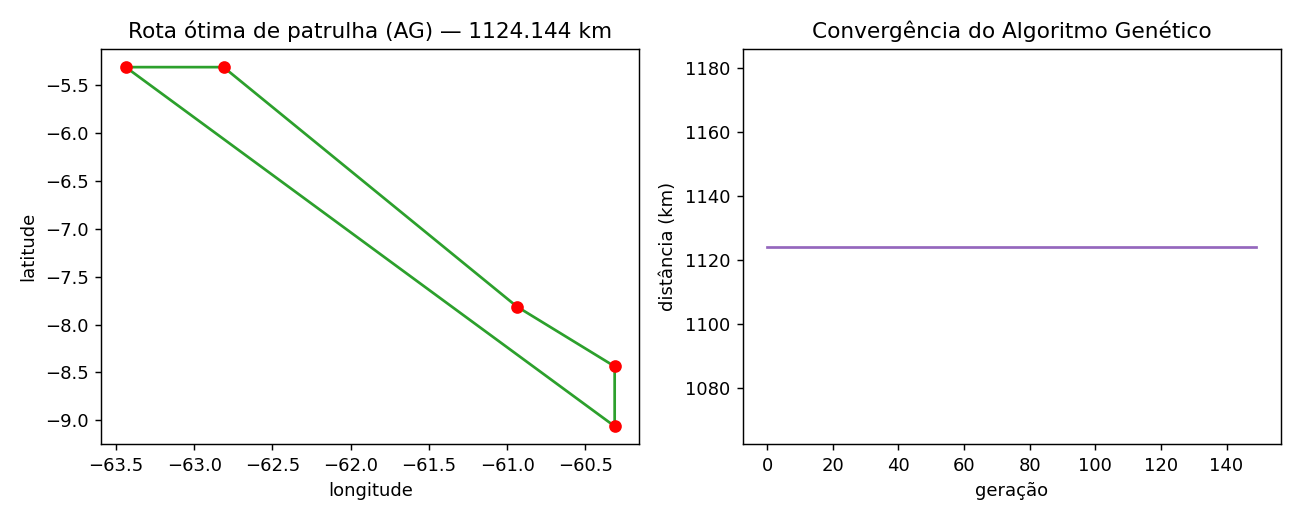 Rota ótima de patrulha (AG) — 1124.144 km
latitude
−5.5
−6.0
−6.5
−7.0
−7.5
−8.0
−8.5
−9.0
−63.5 −63.0 −62.5 −62.0 −61.5 −61.0 −60.5
longitude
Convergência do Algoritmo Genético
distância (km)
1180
1160
1140
1120
1100
1080
0 20 40 60 80 100 120 140
geração